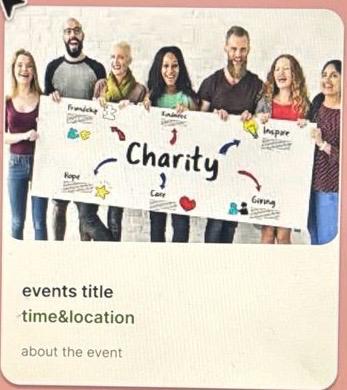 Friendship
Kindness
Inspire
Charity
Hope
Care
Giving
events title
time&location
about the event